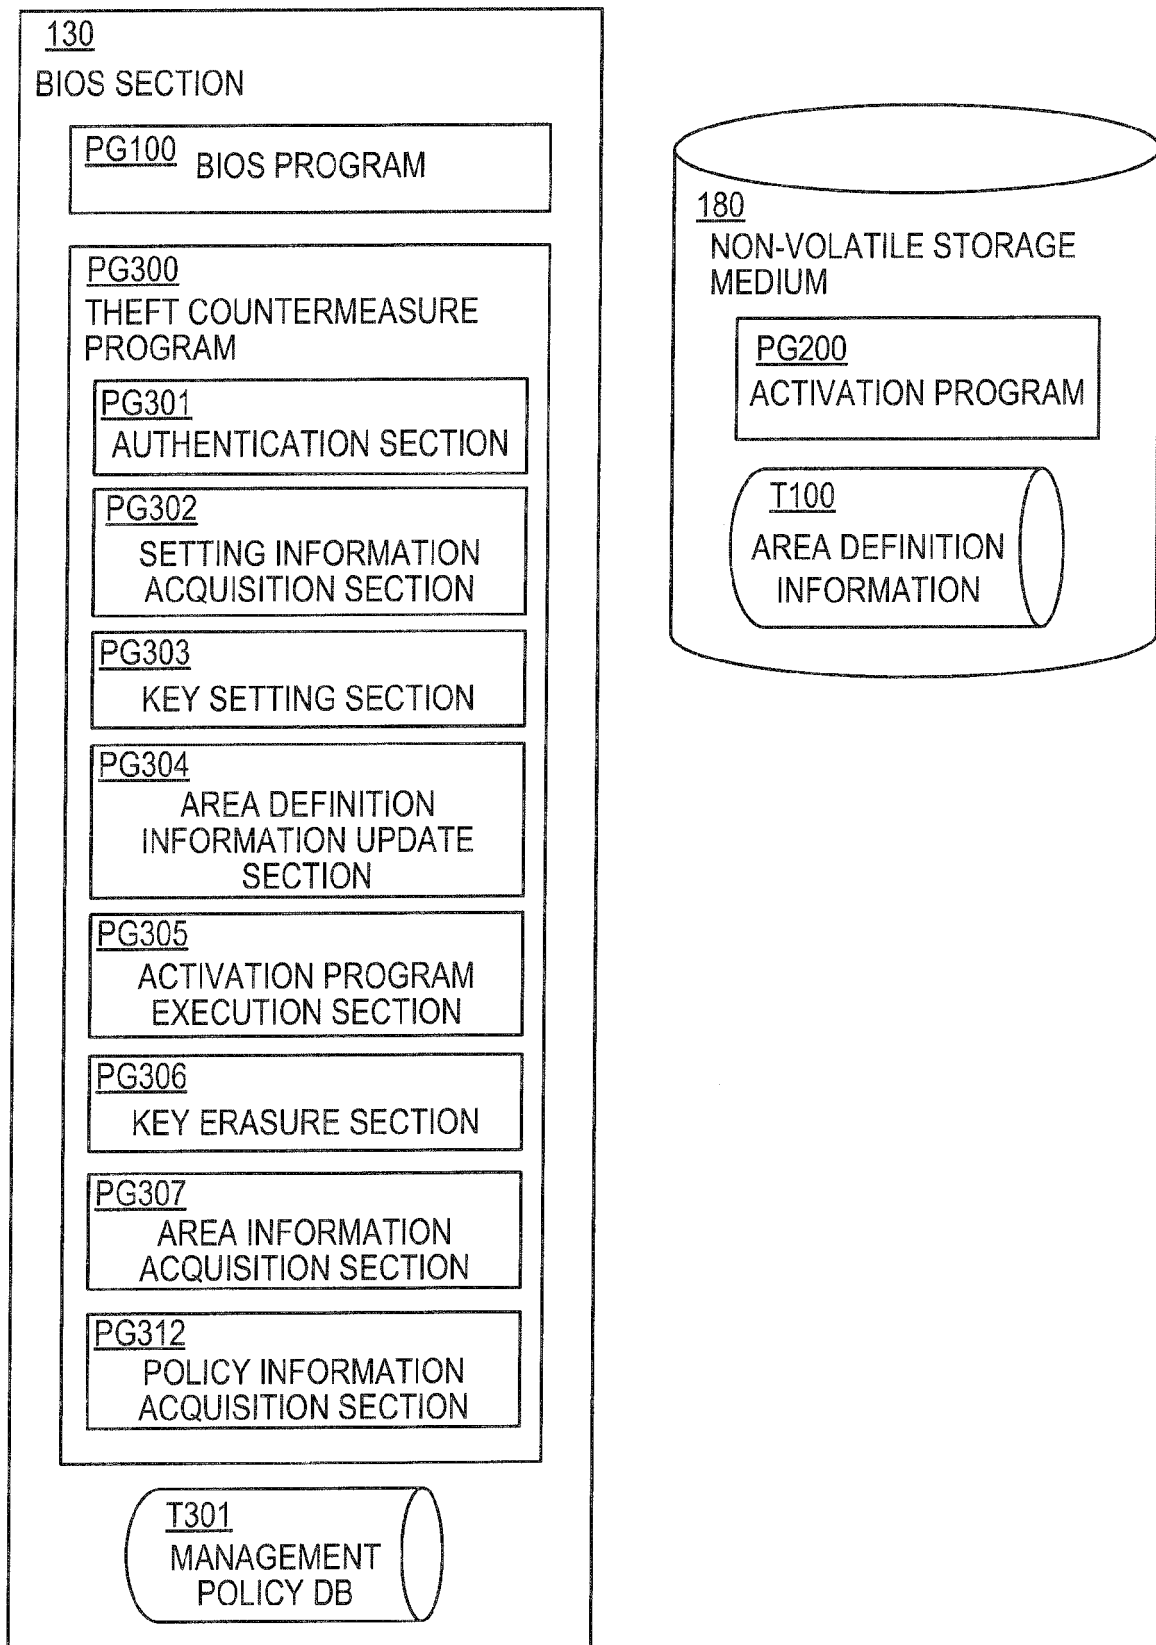 130
BIOS SECTION
PG100 BIOS PROGRAM
PG300
THEFT COUNTERMEASURE
PROGRAM
PG301
AUTHENTICATION SECTION
PG302
SETTING INFORMATION
ACQUISITION SECTION
PG303
KEY SETTING SECTION
PG304
AREA DEFINITION
INFORMATION UPDATE
SECTION
PG305
ACTIVATION PROGRAM
EXECUTION SECTION
PG306
KEY ERASURE SECTION
PG307
AREA INFORMATION
ACQUISITION SECTION
PG312
POLICY INFORMATION
ACQUISITION SECTION
T301
MANAGEMENT
POLICY DB
180
NON-VOLATILE STORAGE
MEDIUM
PG200
ACTIVATION PROGRAM
T100
AREA DEFINITION
INFORMATION